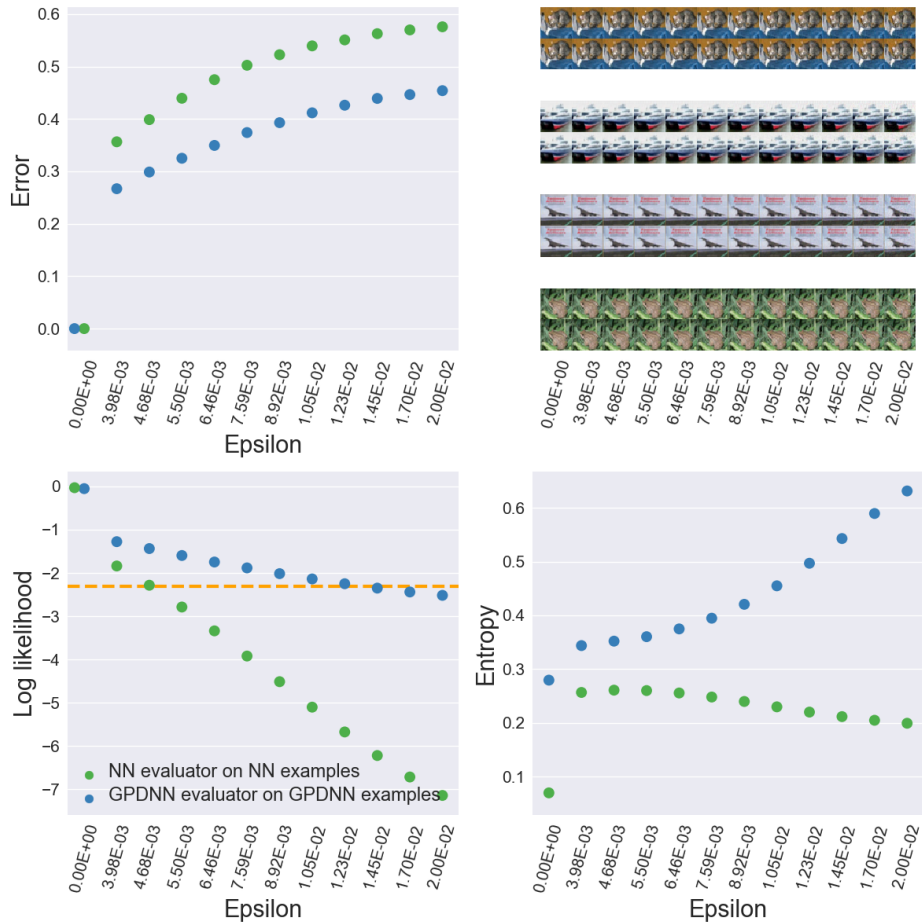 0.6
0.5
0.4
0.3
0.2
0.1
0.0
Error
0.00E+00
3.98E-03
4.68E-03
5.50E-03
6.46E-03
7.59E-03
8.92E-03
1.05E-02
1.23E-02
1.45E-02
1.70E-02
2.00E-02
Epsilon
0.00E+00
3.98E-03
4.68E-03
5.50E-03
6.46E-03
7.59E-03
8.92E-03
1.05E-02
1.23E-02
1.45E-02
1.70E-02
2.00E-02
0
−1
−2
−3
−4
−5
−6
−7
Log likelihood
NN evaluator on NN examples
GPDNN evaluator on GPDNN examples
0.00E+00
3.98E-03
4.68E-03
5.50E-03
6.46E-03
7.59E-03
8.92E-03
1.05E-02
1.23E-02
1.45E-02
1.70E-02
2.00E-02
Epsilon
0.6
0.5
0.4
0.3
0.2
0.1
Entropy
0.00E+00
3.98E-03
4.68E-03
5.50E-03
6.46E-03
7.59E-03
8.92E-03
1.05E-02
1.23E-02
1.45E-02
1.70E-02
2.00E-02
Epsilon